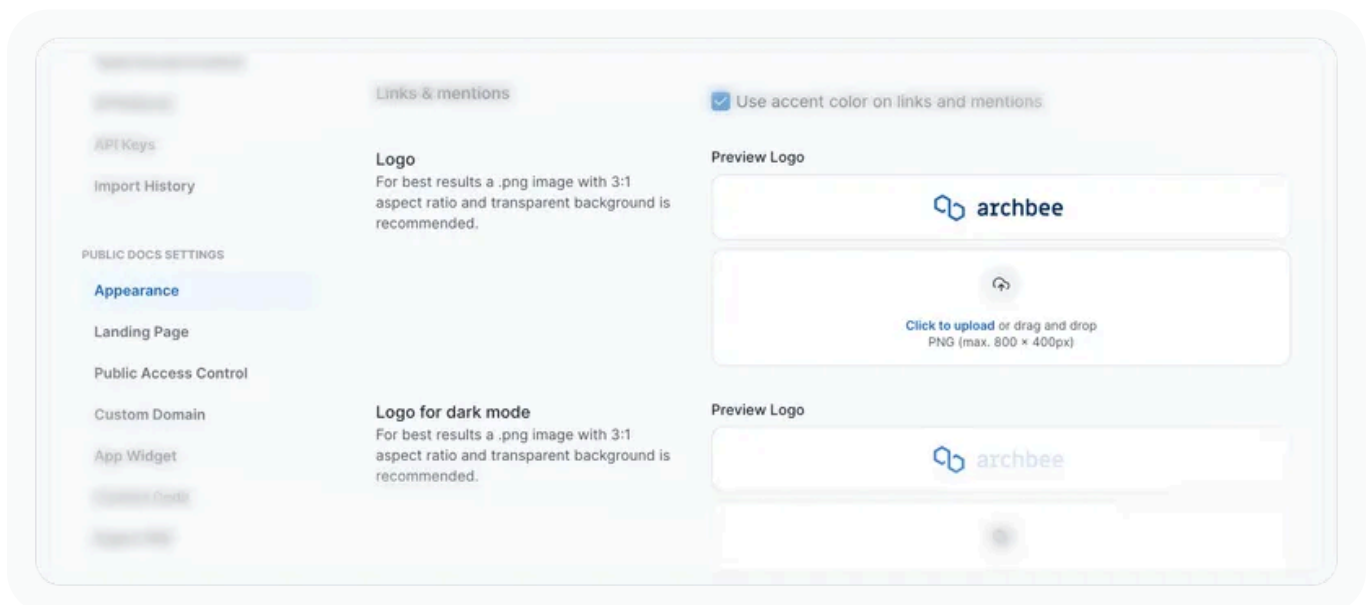 API Keys
Import History
PUBLIC DOCS SETTINGS
Appearance
Landing Page
Public Access Control
Custom Domain
App Widget
Links & mentions
Use accent color on links and mentions
Logo
For best results a .png image with 3:1
aspect ratio and transparent background is
recommended.
Preview Logo
archbee
Click to upload or drag and drop
PNG (max. 800 × 400px)
Logo for dark mode
For best results a .png image with 3:1
aspect ratio and transparent background is
recommended.
Preview Logo
archbee